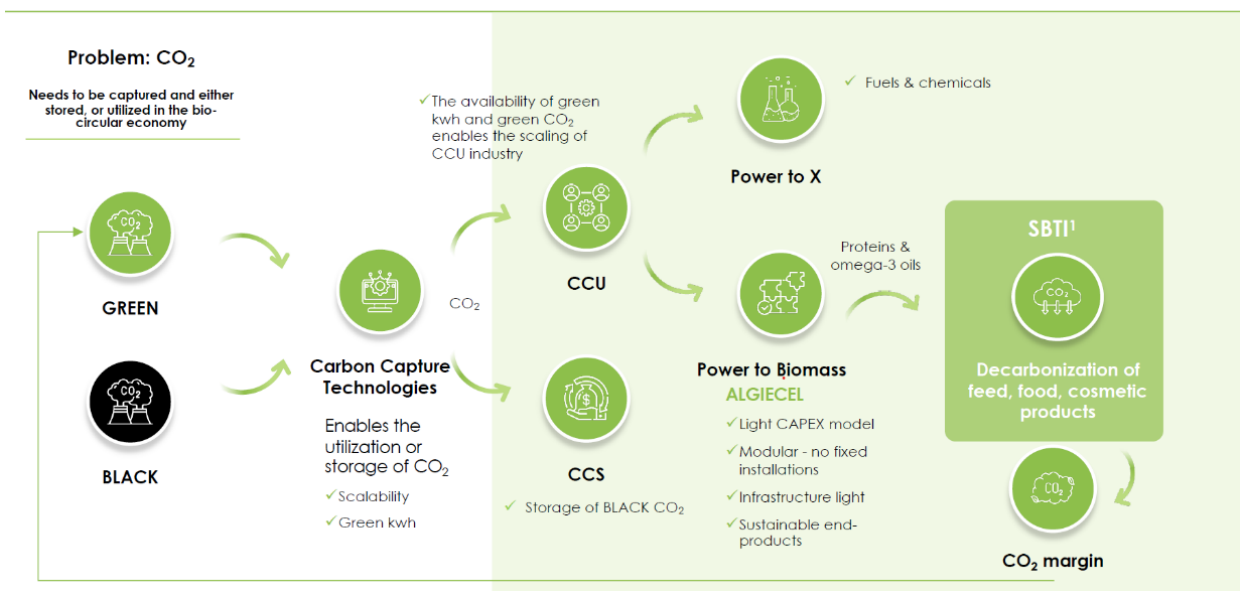 Problem: CO₂
Needs to be captured and either
stored, or utilized in the bio-
circular economy
CO₂
GREEN
CO₂
BLACK
Carbon Capture
Technologies
Enables the
utilization or
storage of CO₂
✓Scalability
✓Green kwh
CO₂
✓The availability of green
kwh and green CO₂
enables the scaling of
CCU industry
CCU
$
CCS
✓ Storage of BLACK CO₂
Power to X
✓ Fuels & chemicals
Power to Biomass
ALGIECEL
✓Light CAPEX model
✓Modular - no fixed
installations
✓Infrastructure light
✓Sustainable end-
products
Proteins &
omega-3 oils
SBTI¹
CO₂
Decarbonization of
feed, food, cosmetic
products
CO₂
CO₂ margin